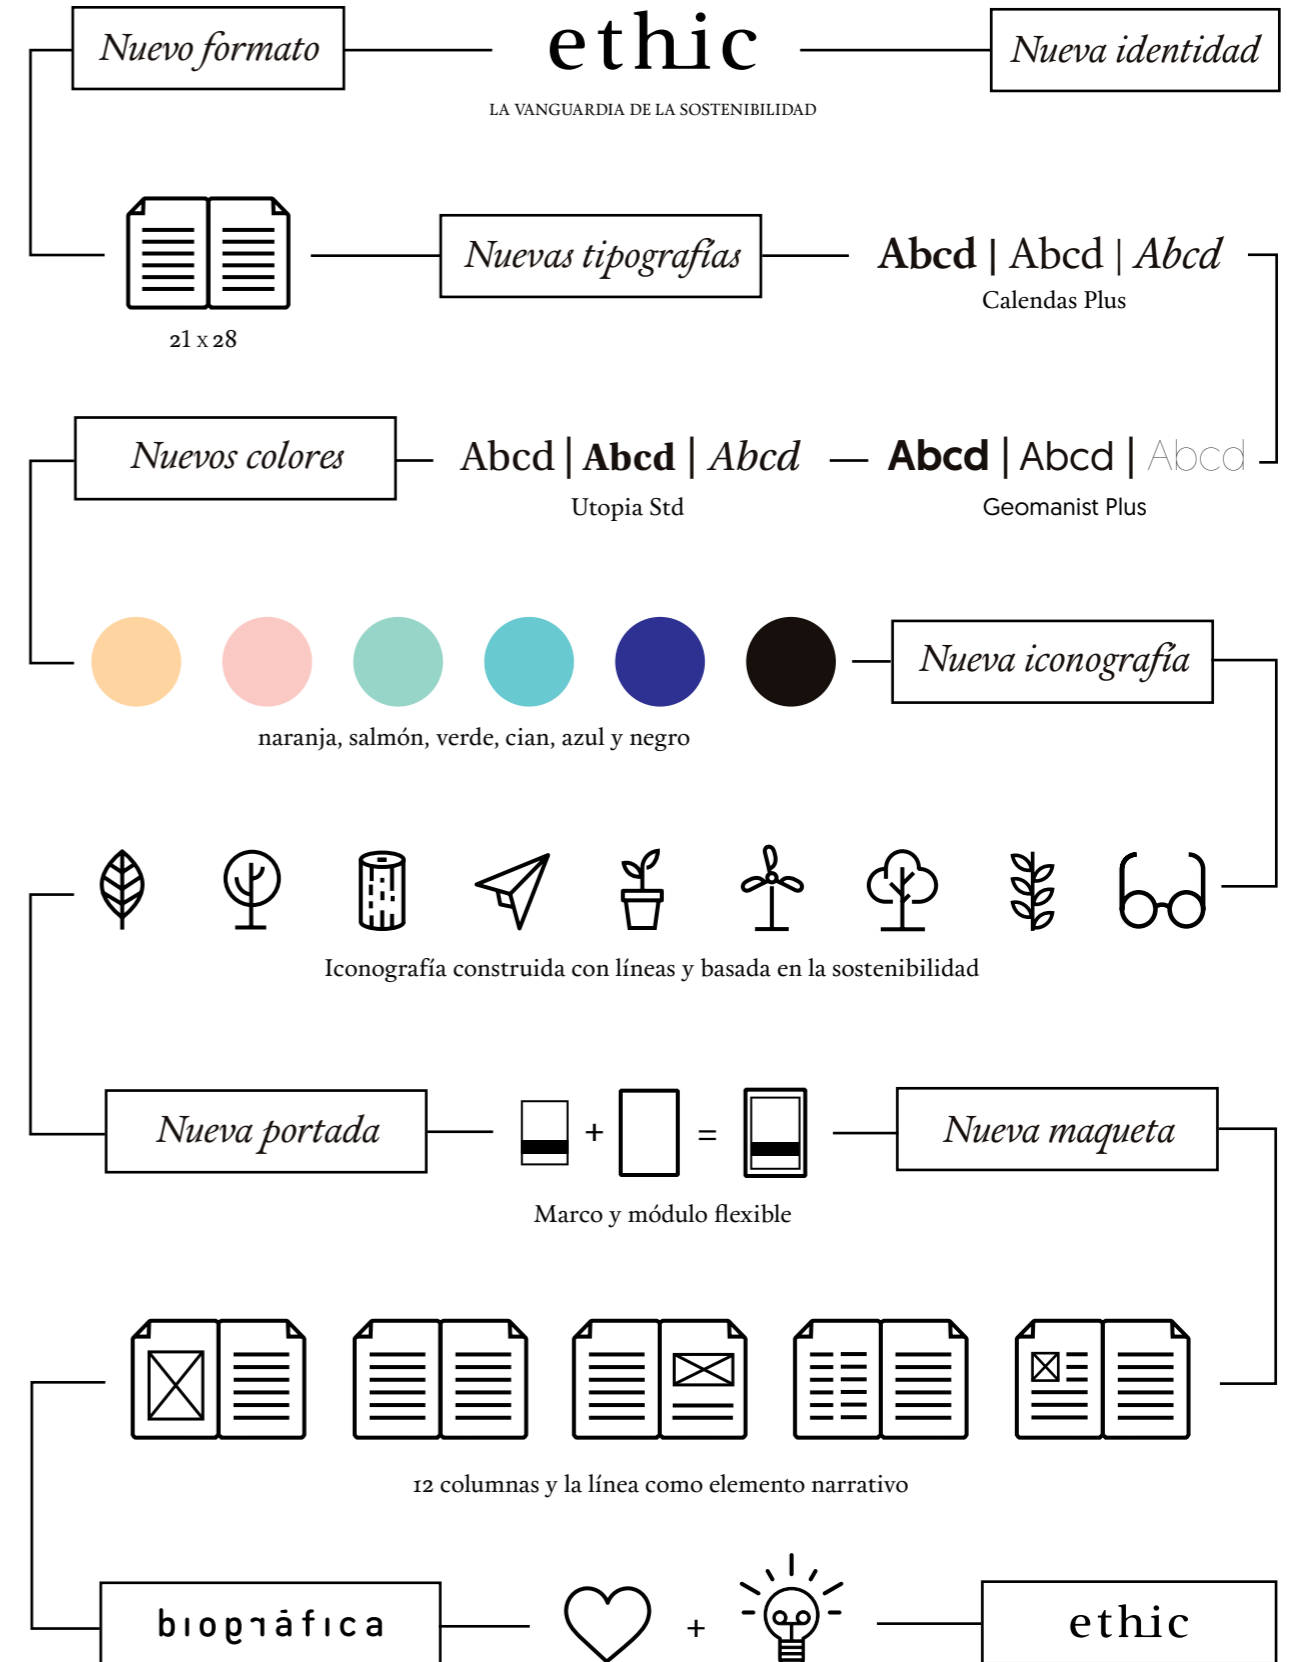 Nuevo formato
ethic
Nueva identidad
LA VANGUARDIA DE LA SOSTENIBILIDAD
Nuevas tipografías
Abcd | Abcd | Abcd
Calendas Plus
21 x 28
Nuevos colores
Abcd | Abcd | Abcd
Abcd | Abcd | Abcd
Utopia Std
Geomanist Plus
Nueva iconografía
naranja, salmón, verde, cian, azul y negro
Iconografía construida con líneas y basada en la sostenibilidad
Nueva portada
+
=
Nueva maqueta
Marco y módulo flexible
12 columnas y la línea como elemento narrativo
biográfica
+
ethic